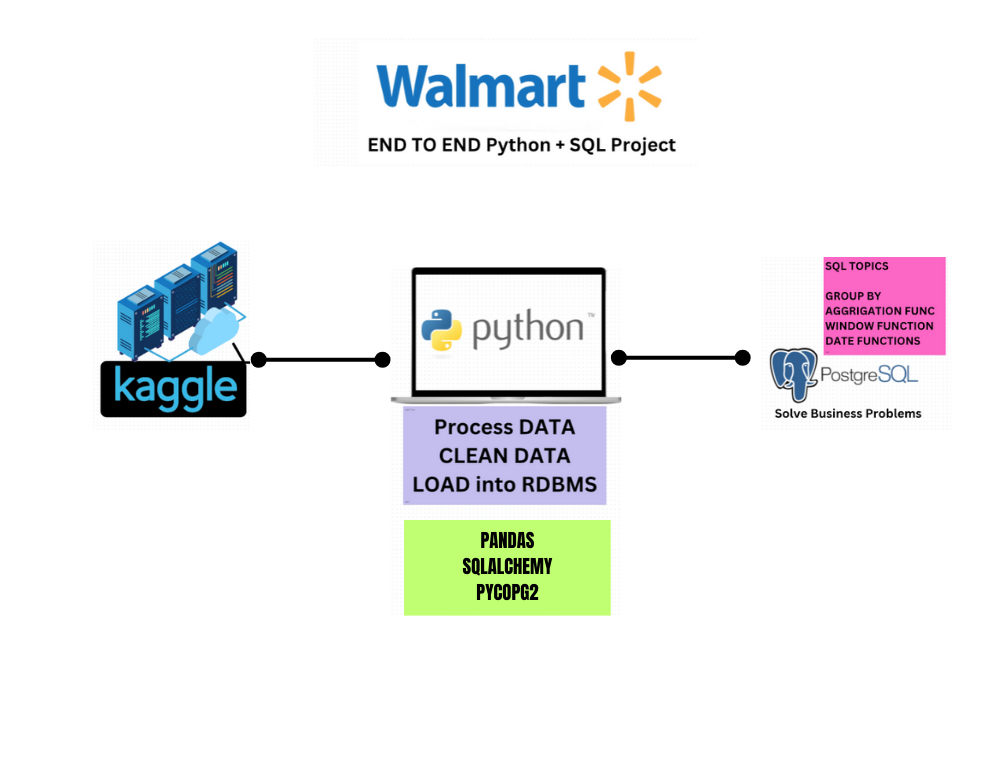 Walmart
END TO END Python + SQL Project
kaggle
python™
Process DATA
CLEAN DATA
LOAD into RDBMS
PANDAS
SQLALCHEMY
PYCOPG2
SQL TOPICS
GROUP BY
AGGRIGATION FUNC
WINDOW FUNCTION
DATE FUNCTIONS
PostgreSQL
Solve Business Problems